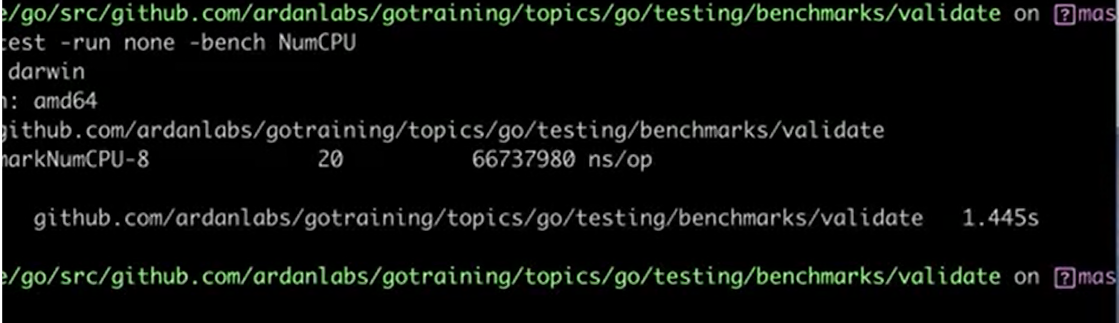 e/go/src/github.com/ardanlabs/gotraining/topics/go/testing/benchmarks/validate on mas
test -run none -bench NumCPU
darwin
: amd64
github.com/ardanlabs/gotraining/topics/go/testing/benchmarks/validate
markNumCPU-8 20 66737980 ns/op
github.com/ardanlabs/gotraining/topics/go/testing/benchmarks/validate 1.445s
e/go/src/github.com/ardanlabs/gotraining/topics/go/testing/benchmarks/validate on mas